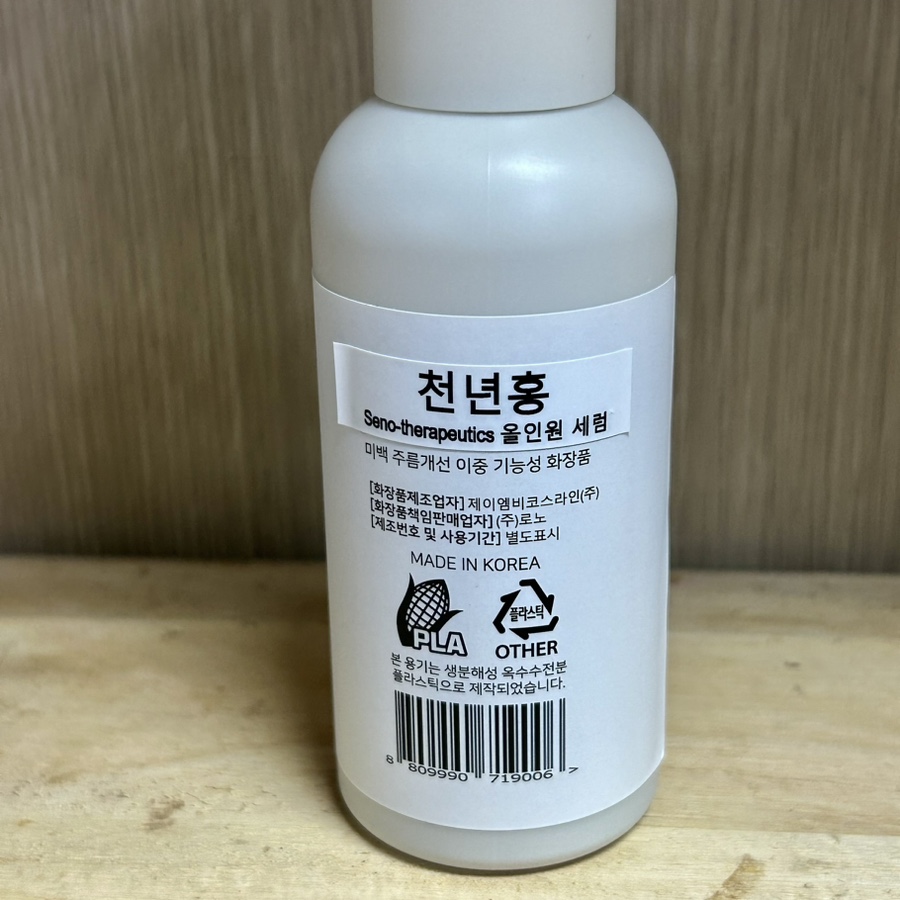 천년홍
Seno-therapeutics 올인원 세럼
미백 주름개선 이중 기능성 화장품
[화장품제조업자] 제이엠비코스라인(주)
[화장품책임판매업자] (주)로노
[제조번호 및 사용기간] 별도표시
MADE IN KOREA
PLA
플라스틱
OTHER
본 용기는 생분해성 옥수수전분
플라스틱으로 제작되었습니다.
8 809990 719006 >